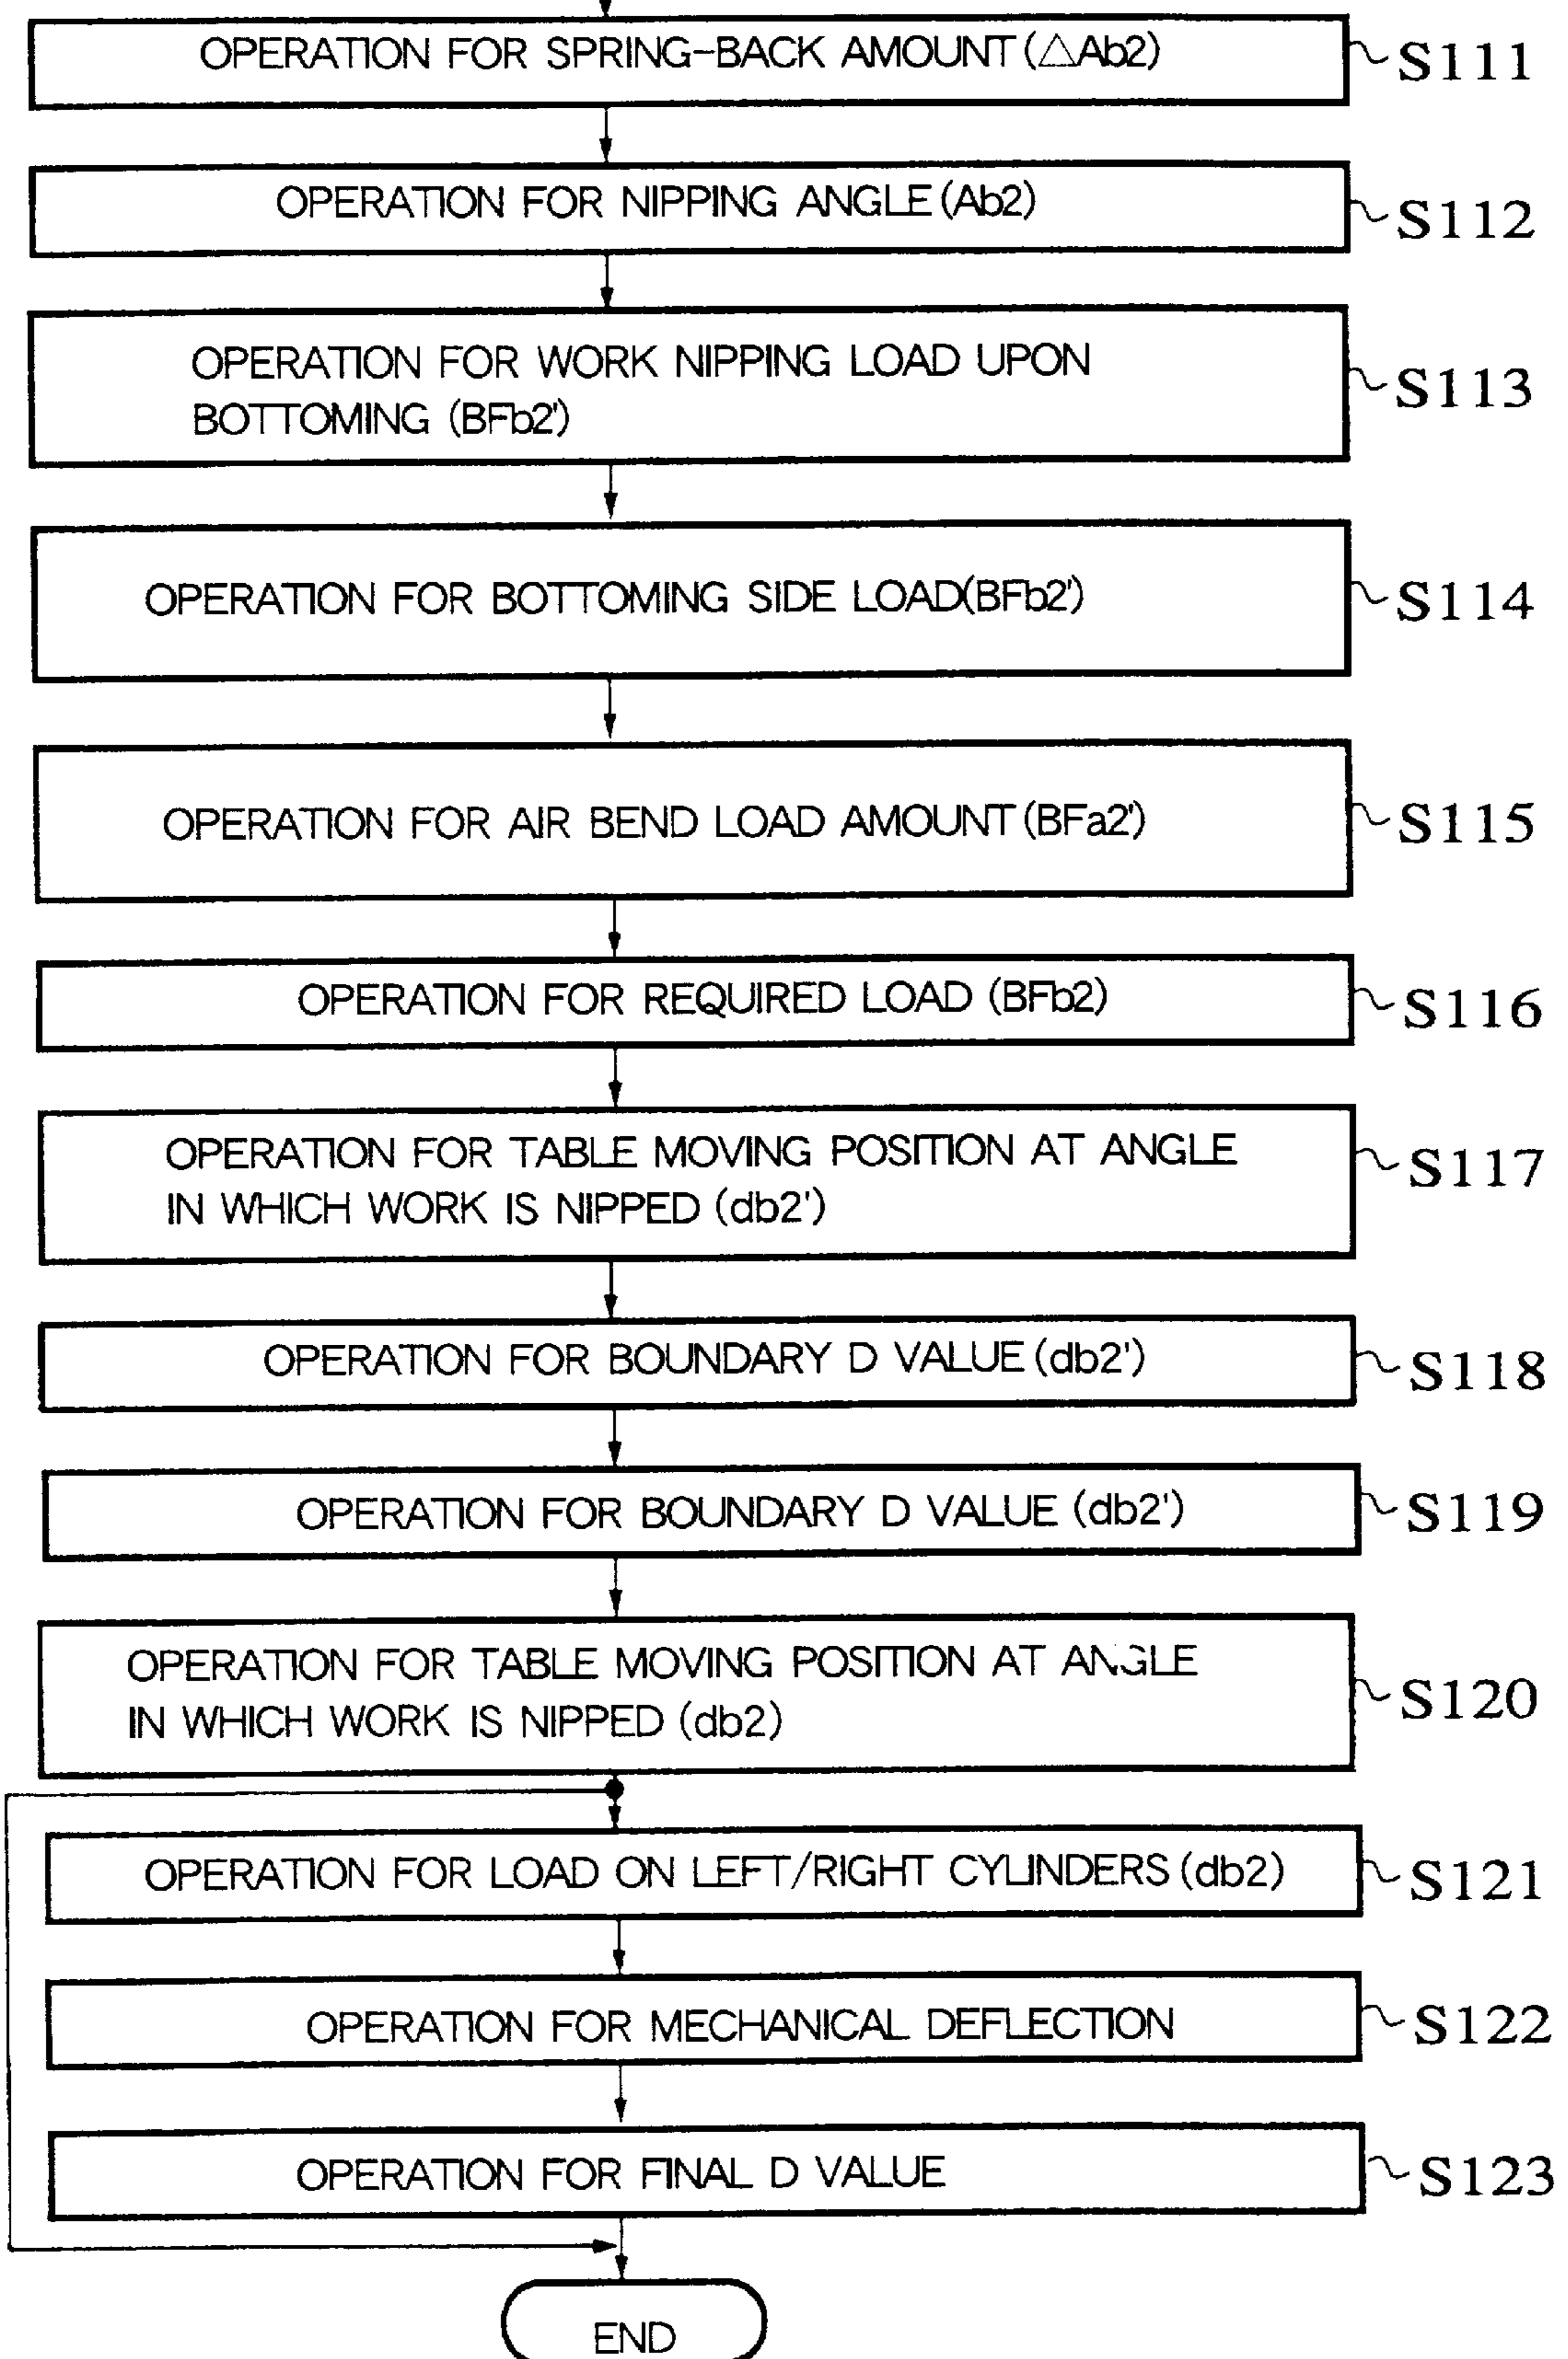 OPERATION FOR SPRING-BACK AMOUNT (△Ab2)
S111
OPERATION FOR NIPPING ANGLE (Ab2)
S112
OPERATION FOR WORK NIPPING LOAD UPON
BOTTOMING (BFb2')
S113
OPERATION FOR BOTTOMING SIDE LOAD(BFb2')
S114
OPERATION FOR AIR BEND LOAD AMOUNT (BFa2')
S115
OPERATION FOR REQUIRED LOAD (BFb2)
S116
OPERATION FOR TABLE MOVING POSITION AT ANGLE
IN WHICH WORK IS NIPPED (db2')
S117
OPERATION FOR BOUNDARY D VALUE (db2')
S118
OPERATION FOR BOUNDARY D VALUE (db2')
S119
OPERATION FOR TABLE MOVING POSITION AT ANGLE
IN WHICH WORK IS NIPPED (db2)
S120
OPERATION FOR LOAD ON LEFT/RIGHT CYLINDERS (db2)
S121
OPERATION FOR MECHANICAL DEFLECTION
S122
OPERATION FOR FINAL D VALUE
S123
END